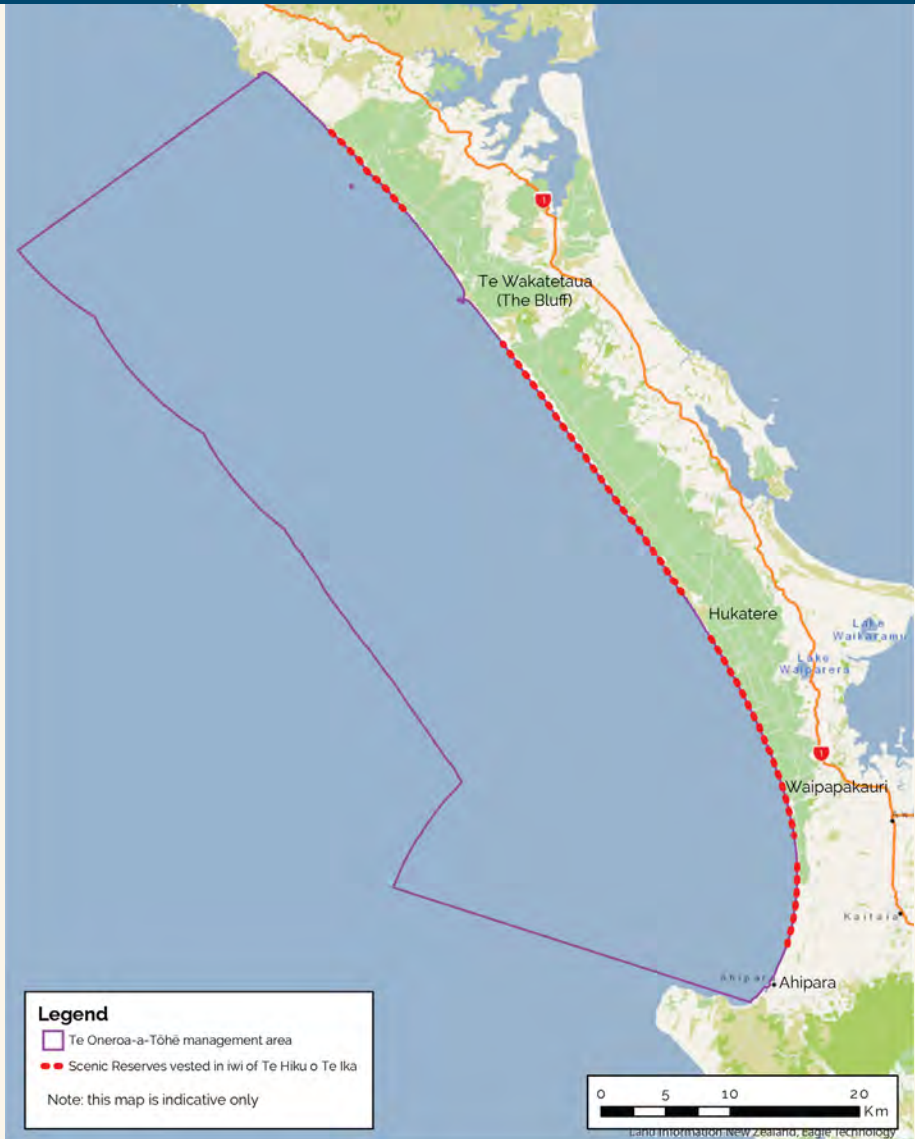 1
Te Wakatetaua
(The Bluff)
Hukatere
Lake
Waikaramu
Lake
Waiparera
1
Waipapakauri
Kaitaia
Ahipara
Ahipara
Legend
Te Oneroa-a-Tōhē management area
Scenic Reserves vested in iwi of Te Hiku o Te Ika
Note: this map is indicative only
0 5 10 20
Km
Land Information New Zealand, Eagle Technology